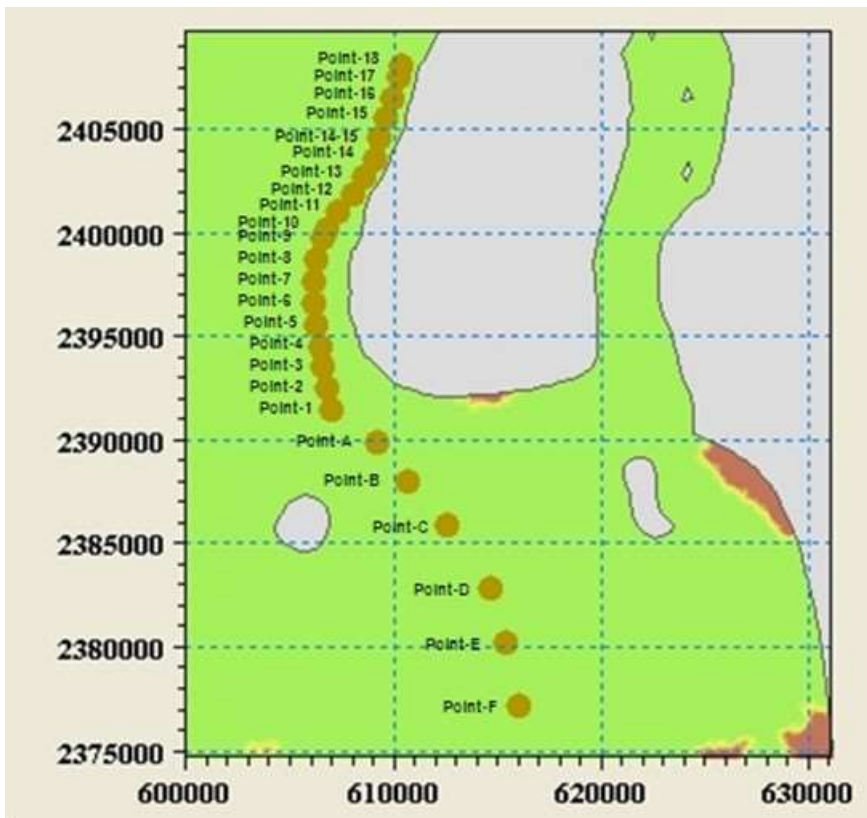 Point-18
Point-17
Point-16
Point-15
2405000
Point-14-15
Point-14
Point-13
Point-12
Point-11
Point-10
2400000
Point-9
Point-8
Point-7
Point-6
Point-5
2395000
Point-4
Point-3
Point-2
Point-1
2390000
Point-A
Point-B
Point-C
2385000
Point-D
Point-E
2380000
Point-F
2375000
600000
610000
620000
630000